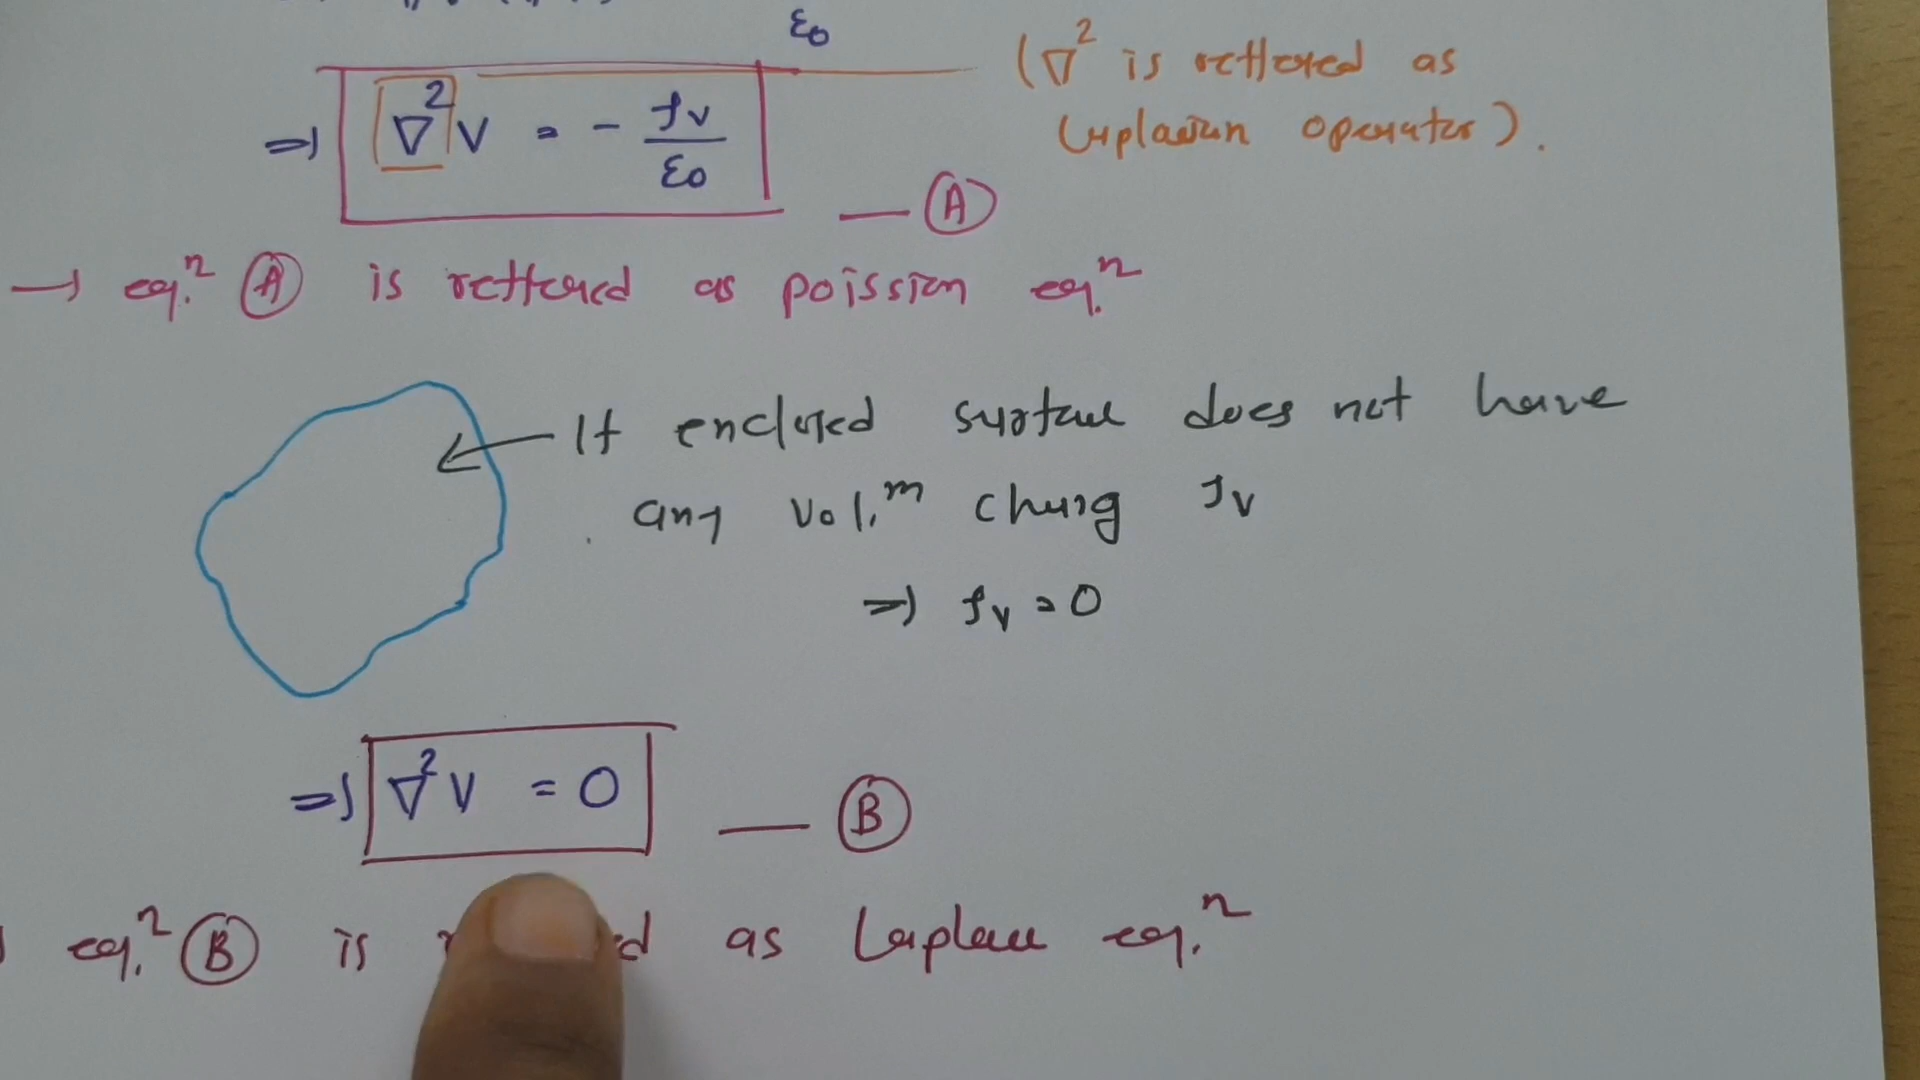 ε0
⇒ ∇²V = - ρv / ε0 — Ⓐ
(∇² is reffered as
Laplacian operator).
→ eq.ⁿ Ⓐ is reffered as poission eq.ⁿ
If enclosed surface does not have
any vol.ᵐ charg ρv
⇒ ρv = 0
⇒ ∇²V = 0 — Ⓑ
eq.ⁿ Ⓑ is as Laplace eq.ⁿ